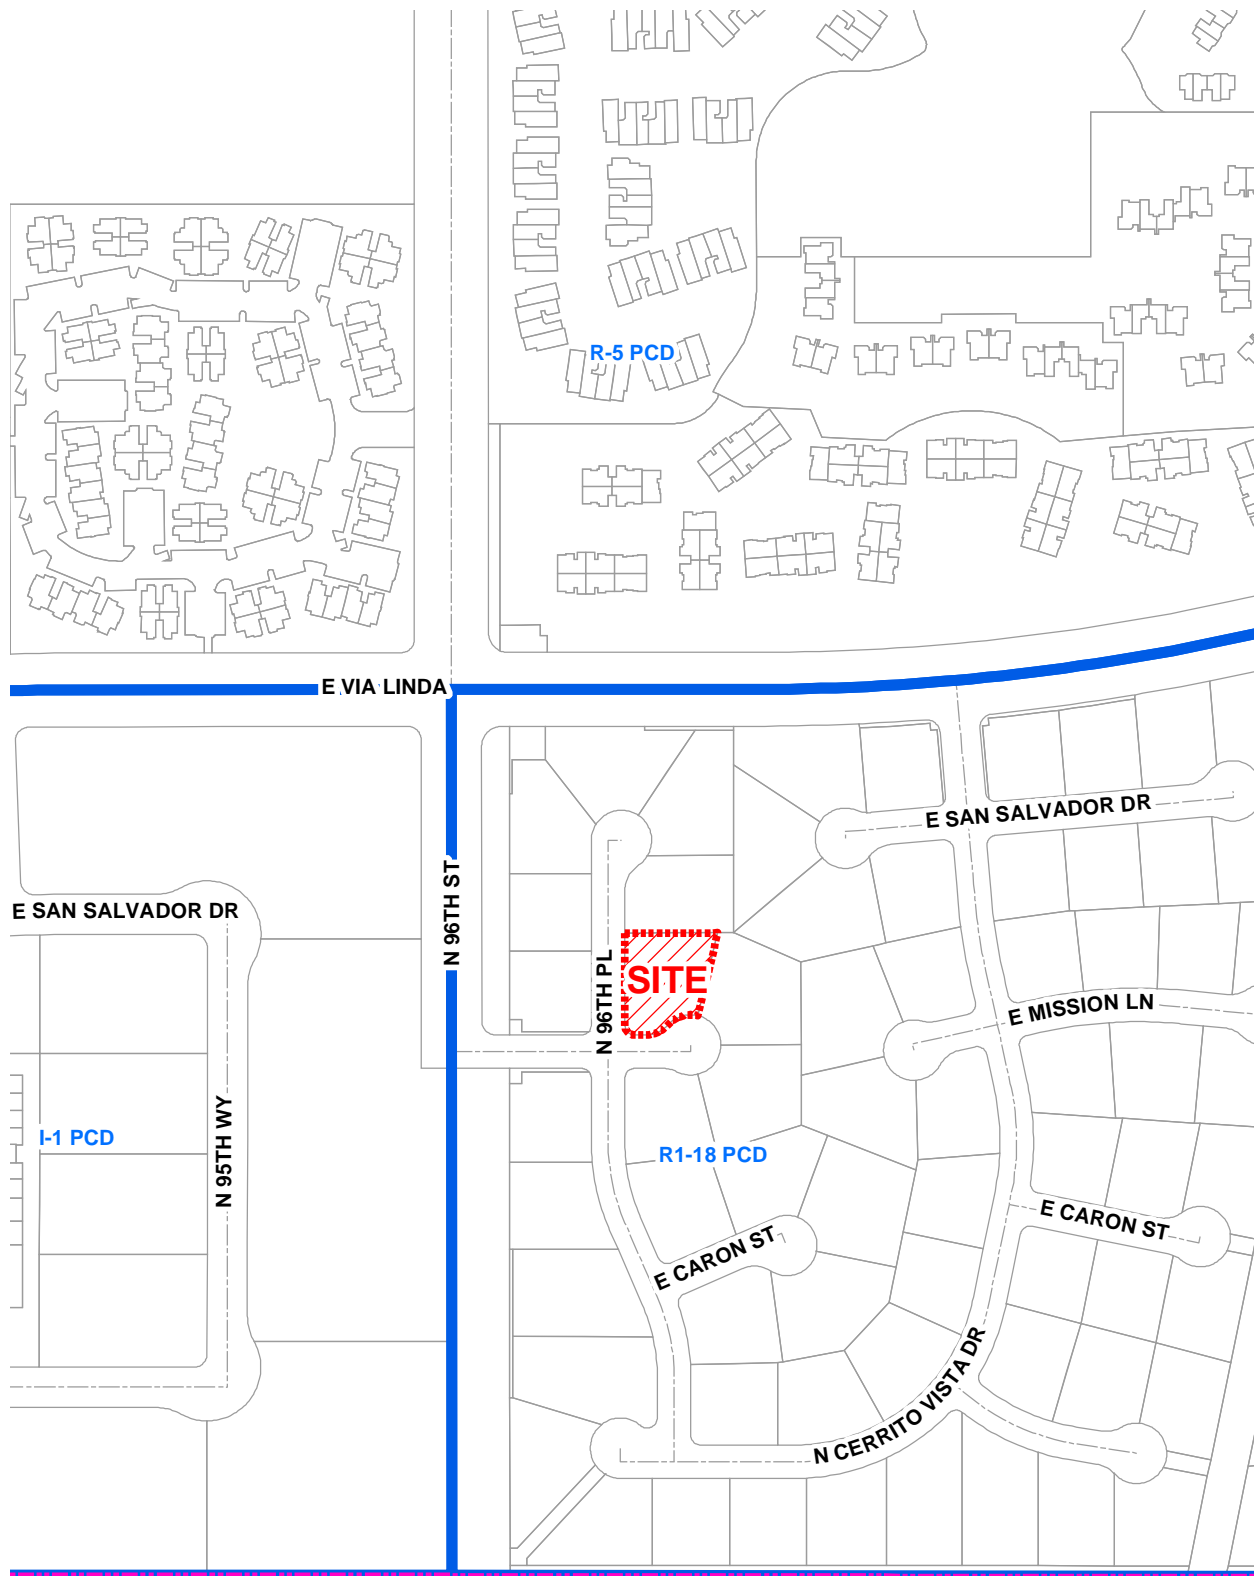 R-5 PCD
E VIA LINDA
E SAN SALVADOR DR
N 96TH ST
E SAN SALVADOR DR
N 96TH PL
SITE
E MISSION LN
N 95TH WY
I-1 PCD
R1-18 PCD
E CARON ST
E CARON ST
N CERRITO VISTA DR